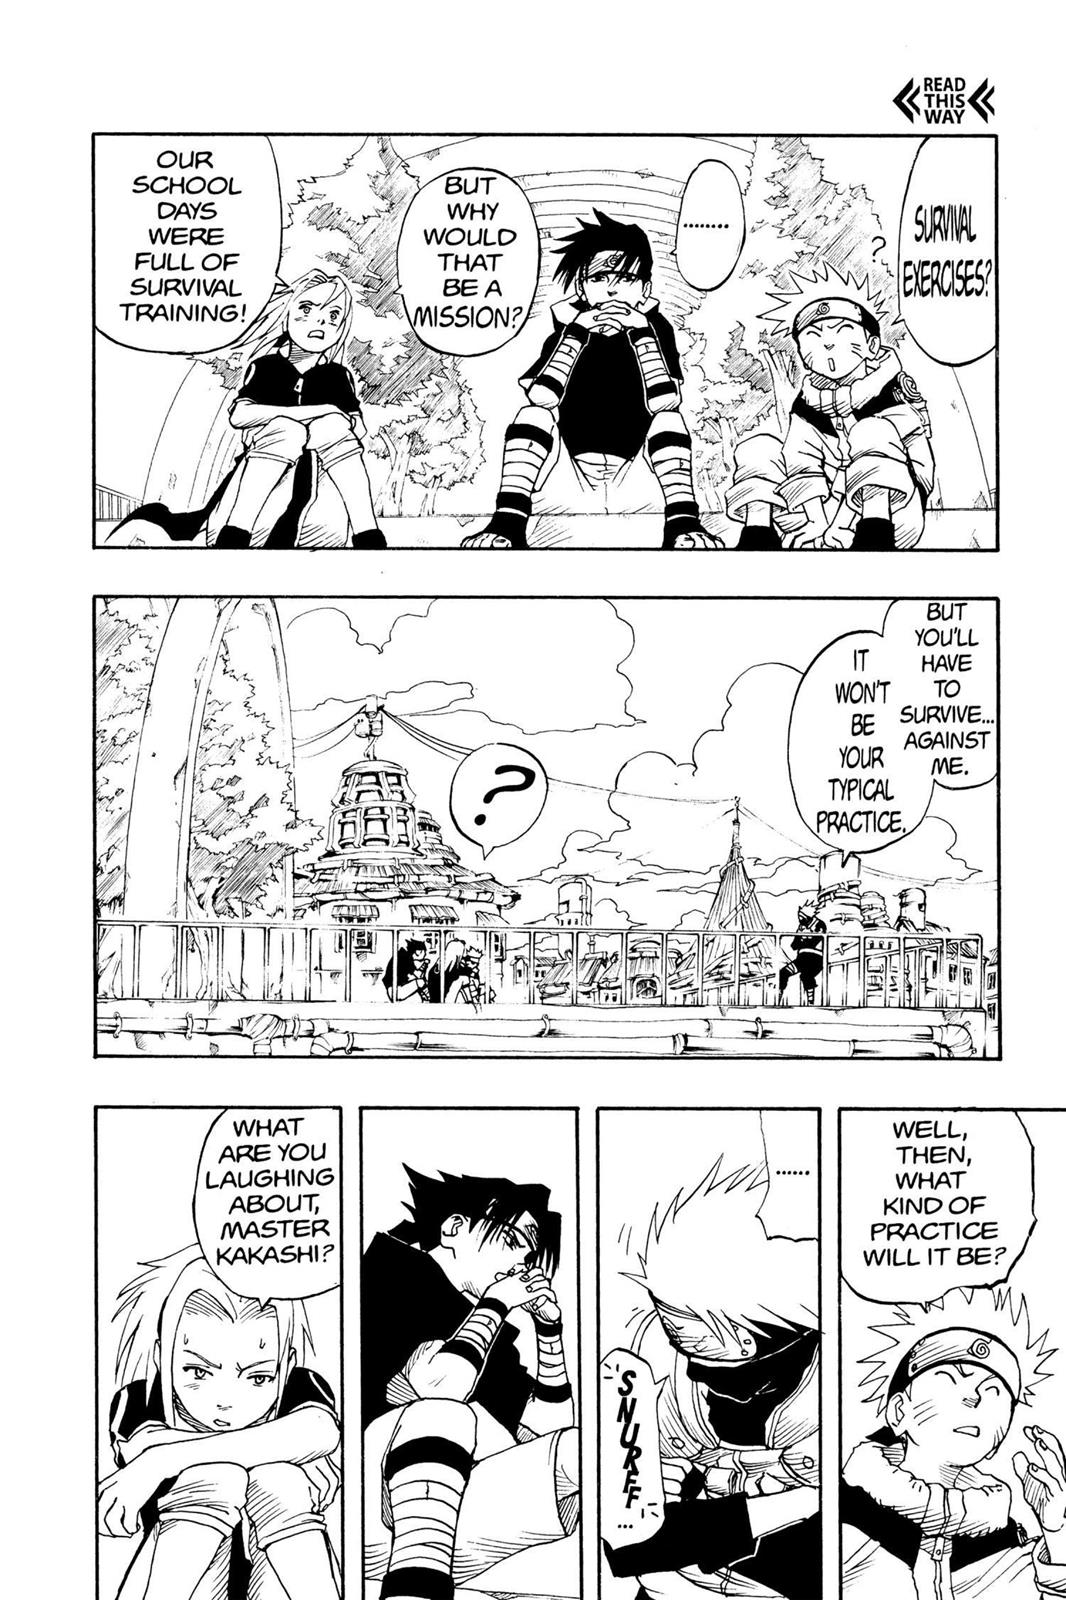 READ
THIS
WAY
SURVIVAL
EXERCISES?
?
........
BUT
WHY
WOULD
THAT
BE A
MISSION?
OUR
SCHOOL
DAYS
WERE
FULL OF
SURVIVAL
TRAINING!
BUT
YOU'LL
HAVE
TO
SURVIVE...
AGAINST
ME.
IT
WON'T
BE
YOUR
TYPICAL
PRACTICE.
?
WELL,
THEN,
WHAT
KIND OF
PRACTICE
WILL IT BE?
......
SNURFF...
WHAT
ARE YOU
LAUGHING
ABOUT,
MASTER
KAKASHI?